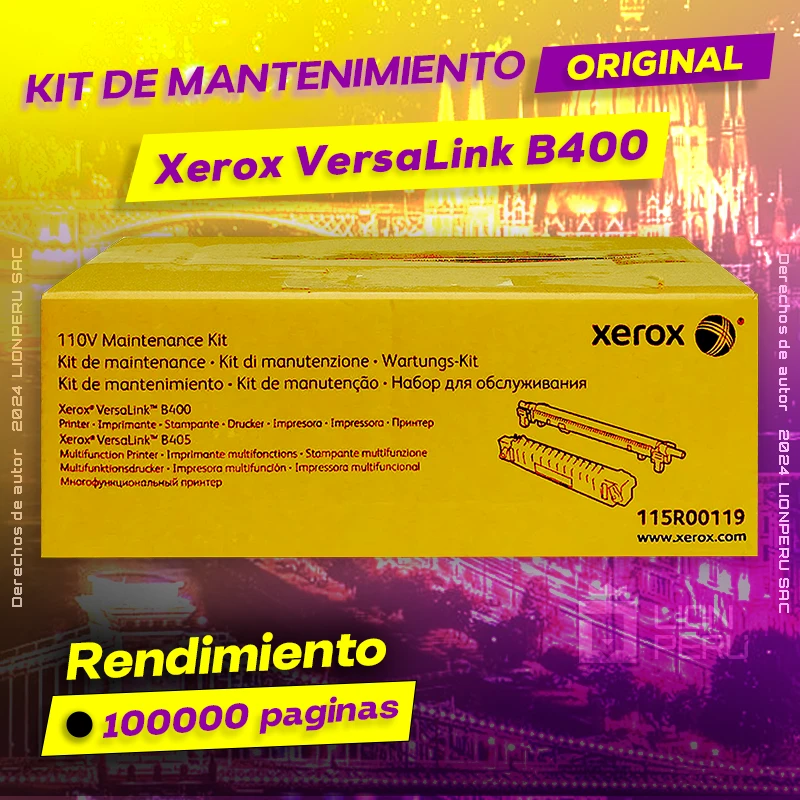 KIT DE MANTENIMIENTO ORIGINAL
Xerox VersaLink B400
Derechos de autor 2024 LIONPERU SAC
Derechos de autor 2024 LIONPERU SAC
xerox
110V Maintenance Kit
Kit de maintenance · Kit di manutenzione · Wartungs-Kit
Kit de mantenimiento · Kit de manutenção · Набор для обслуживания
Xerox® VersaLink™ B400
Printer · Imprimante · Stampante · Drucker · Impresora · Impressora · Принтер
Xerox® VersaLink™ B405
Multifunction Printer · Imprimante multifonctions · Stampante multifunzione
Multifunktionsdrucker · Impresora multifunción · Impressora multifuncional
Многофункциональный принтер
115R00119
www.xerox.com
LION
PERU
Rendimiento
100000 paginas